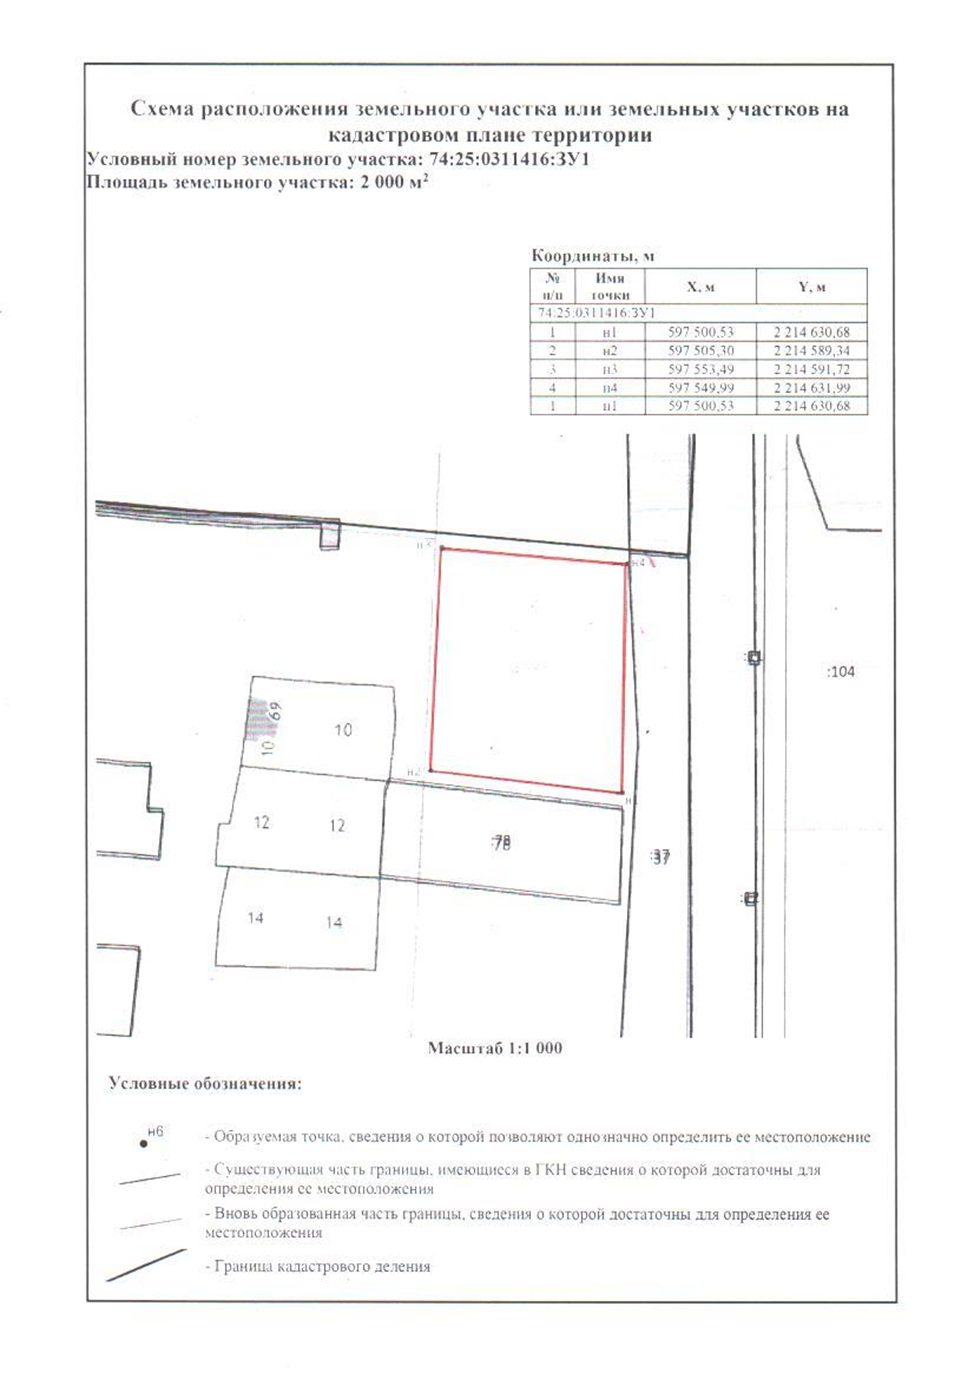 Схема расположения земельного участка или земельных участков на
кадастровом плане территории
Условный номер земельного участка: 74:25:0311416:ЗУ1
Площадь земельного участка: 2 000 м²
Координаты, м
№ п/п Имя точки X, м Y, м
74:25:0311416:ЗУ1
1 н1 597 500,53 2 214 630,68
2 н2 597 505,30 2 214 589,34
3 н3 597 553,49 2 214 591,72
4 н4 597 549,99 2 214 631,99
1 н1 597 500,53 2 214 630,68
н3
н4
:104
69
10
10
н2
н
12
12
:78
:37
14
14
Масштаб 1:1 000
Условные обозначения:
н6
- Образуемая точка, сведения о которой позволяют однозначно определить ее местоположение
- Существующая часть границы, имеющиеся в ГКН сведения о которой достаточны для
определения ее местоположения
- Вновь образованная часть границы, сведения о которой достаточны для определения ее
местоположения
- Граница кадастрового деления